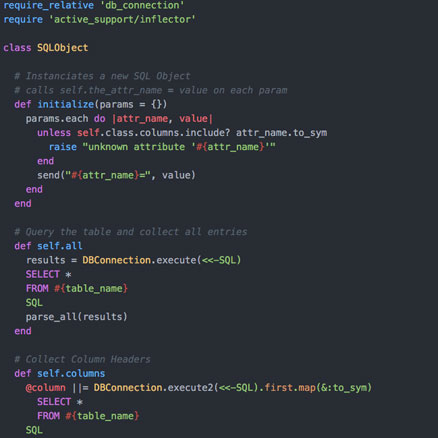 require_relative 'db_connection'
require 'active_support/inflector'
class SQLObject
# Instanciates a new SQL Object
# calls self.the_attr_name = value on each param
def initialize(params = {})
params.each do |attr_name, value|
unless self.class.columns.include? attr_name.to_sym
raise "unknown attribute '#{attr_name}'"
end
send("#{attr_name}=", value)
end
end
# Query the table and collect all entries
def self.all
results = DBConnection.execute(<<-SQL)
SELECT *
FROM #{table_name}
SQL
parse_all(results)
end
# Collect Column Headers
def self.columns
@column ||= DBConnection.execute2(<<-SQL).first.map(&:to_sym)
SELECT *
FROM #{table_name}
SQL